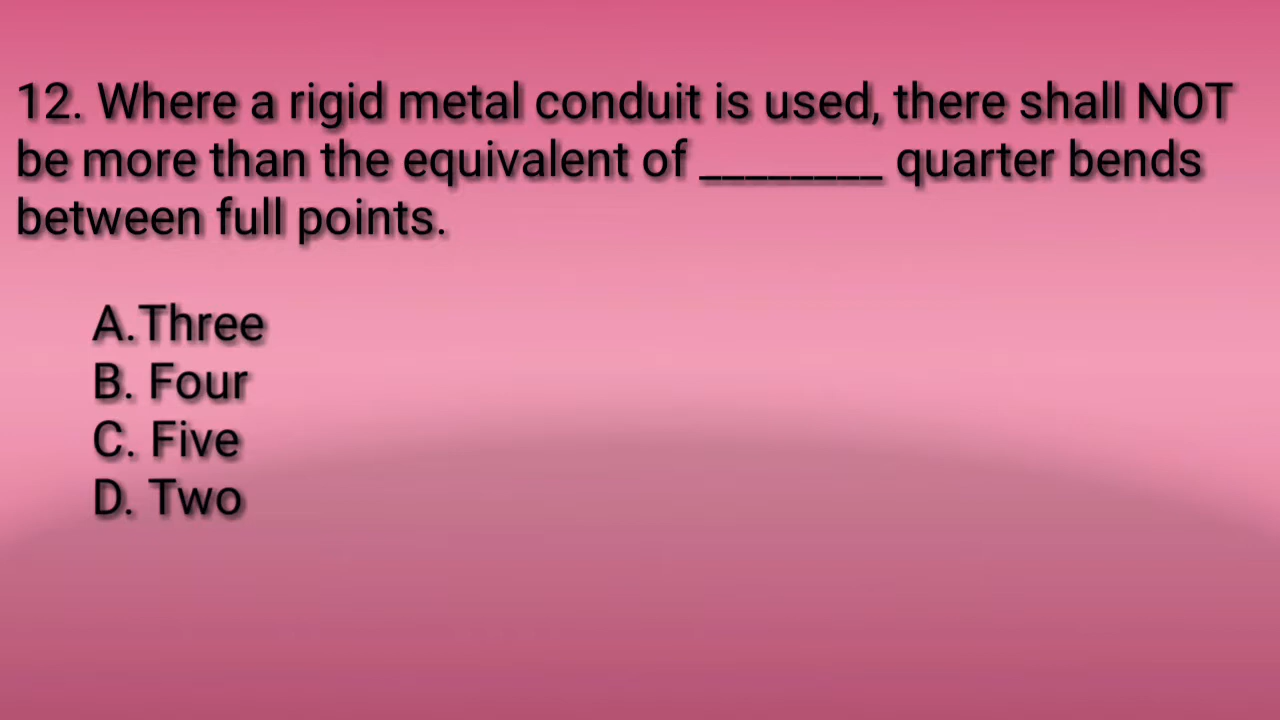 12. Where a rigid metal conduit is used, there shall NOT
be more than the equivalent of ________ quarter bends
between full points.
A.Three
B. Four
C. Five
D. Two